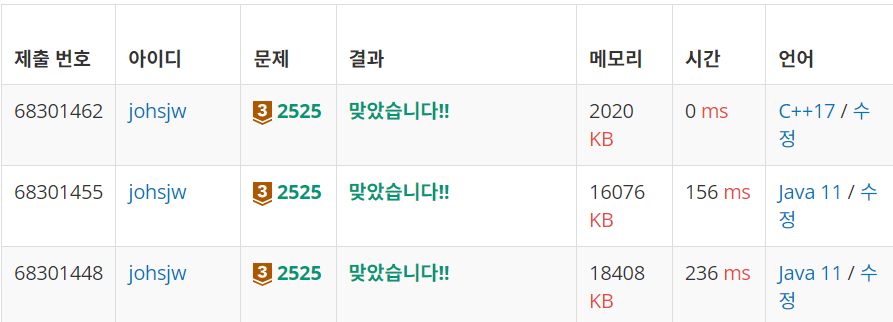 제출 번호 아이디 문제 결과 메모리 시간 언어
68301462 johsjw 3 2525 맞았습니다!! 2020 KB 0 ms C++17 / 수정
68301455 johsjw 3 2525 맞았습니다!! 16076 KB 156 ms Java 11 / 수정
68301448 johsjw 3 2525 맞았습니다!! 18408 KB 236 ms Java 11 / 수정